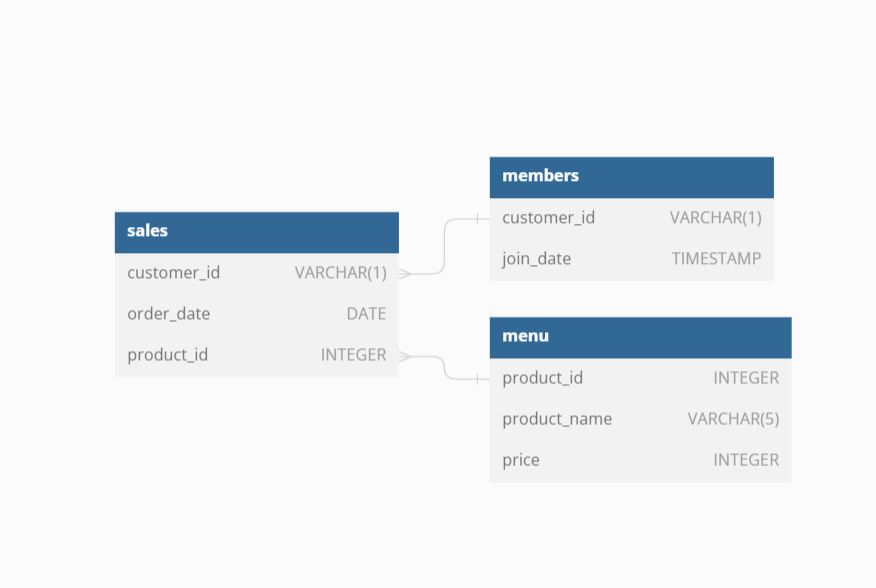 sales
customer_id VARCHAR(1)
order_date DATE
product_id INTEGER
members
customer_id VARCHAR(1)
join_date TIMESTAMP
menu
product_id INTEGER
product_name VARCHAR(5)
price INTEGER